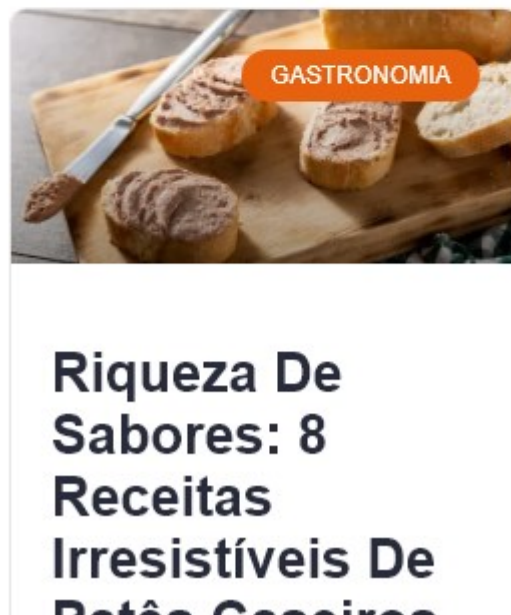 GASTRONOMIA
Riqueza De
Sabores: 8
Receitas
Irresistíveis De